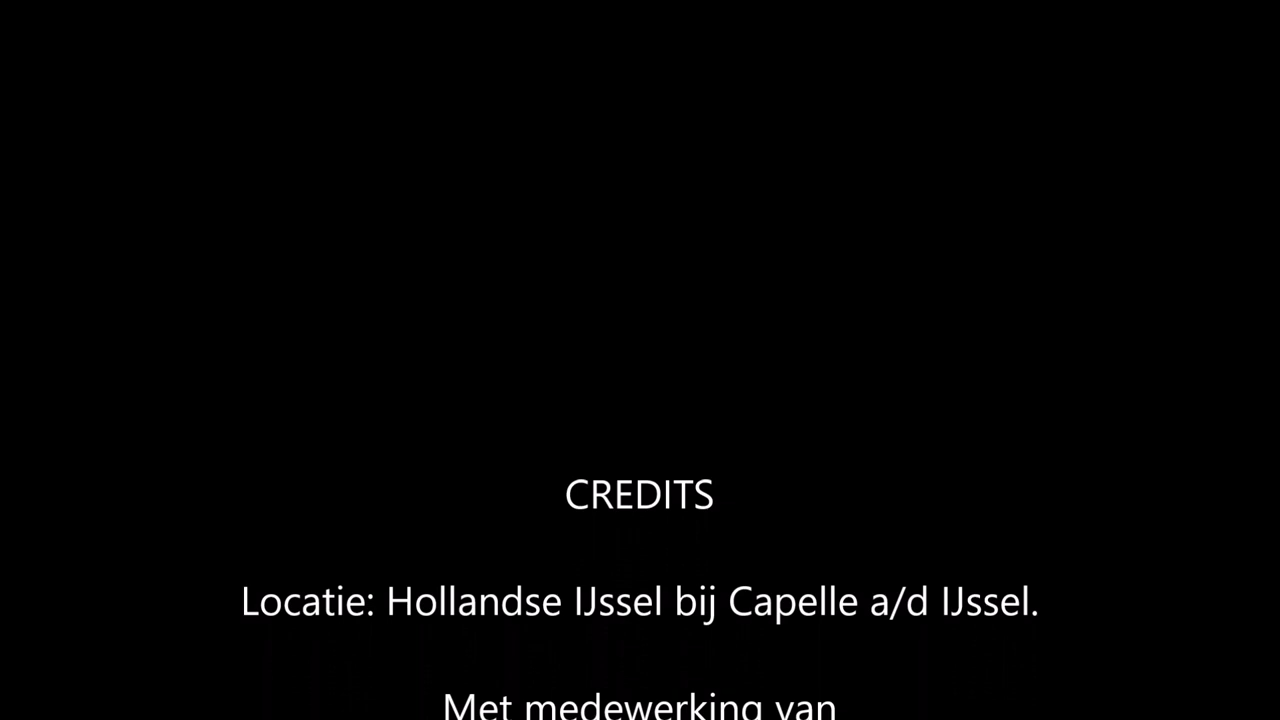 CREDITS
Locatie: Hollandse IJssel bij Capelle a/d IJssel.
Met medewerking van